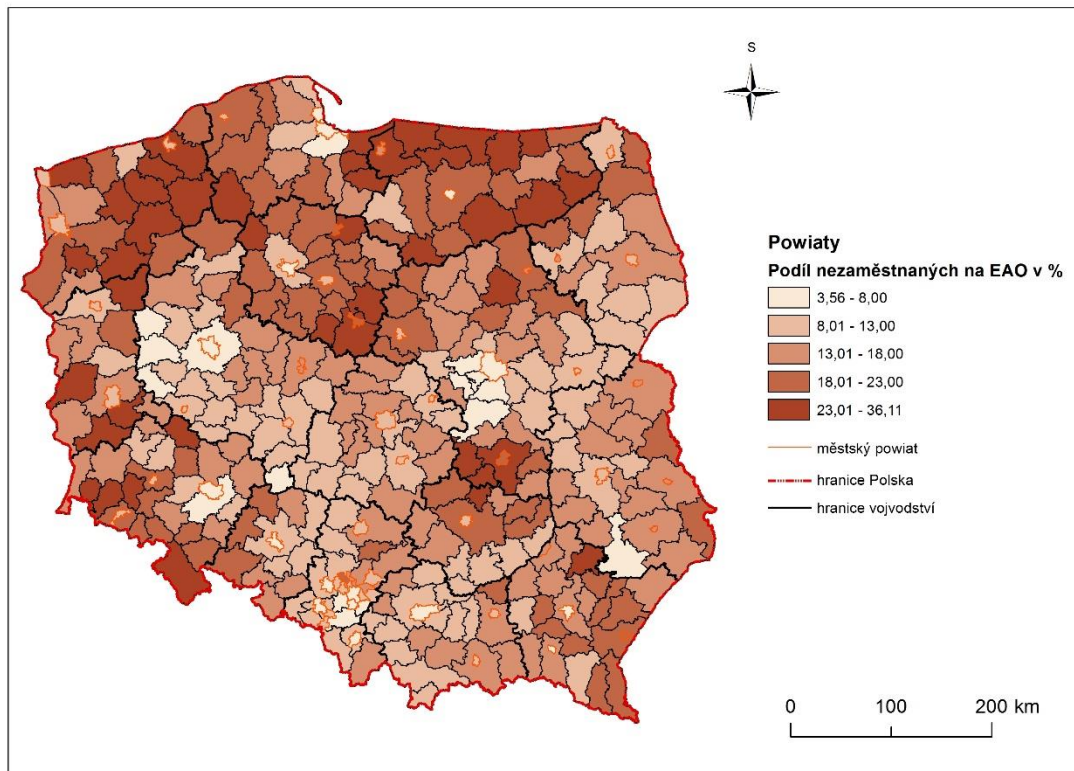 S
Powiaty
Podíl nezaměstnaných na EAO v %
3,56 - 8,00
8,01 - 13,00
13,01 - 18,00
18,01 - 23,00
23,01 - 36,11
městský powiat
hranice Polska
hranice vojvodství
0 100 200 km